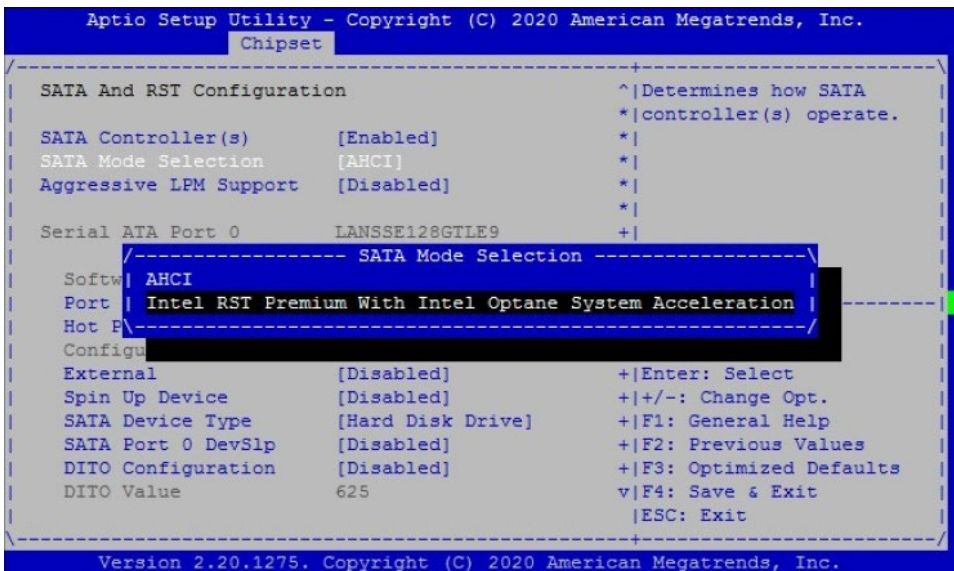 Aptio Setup Utility - Copyright (C) 2020 American Megatrends, Inc.
Chipset
/-----------------------------------------------------+-------------------------\
| SATA And RST Configuration ^|Determines how SATA |
| *|controller(s) operate. |
| SATA Controller(s) [Enabled] *| |
| SATA Mode Selection [AHCI] *| |
| Aggressive LPM Support [Disabled] *| |
| *| |
| Serial ATA Port 0 LANSSE128GTLE9 +| |
| /------------------ SATA Mode Selection ------------------\ |
| Softw| AHCI | |
| Port | Intel RST Premium With Intel Optane System Acceleration | --------|
| Hot P\---------------------------------------------------------/ |
| Configu |
| External [Disabled] +|Enter: Select |
| Spin Up Device [Disabled] +|+/-: Change Opt. |
| SATA Device Type [Hard Disk Drive] +|F1: General Help |
| SATA Port 0 DevSlp [Disabled] +|F2: Previous Values |
| DITO Configuration [Disabled] +|F3: Optimized Defaults |
| DITO Value 625 v|F4: Save & Exit |
| |ESC: Exit |
\-----------------------------------------------------+-------------------------/
Version 2.20.1275. Copyright (C) 2020 American Megatrends, Inc.